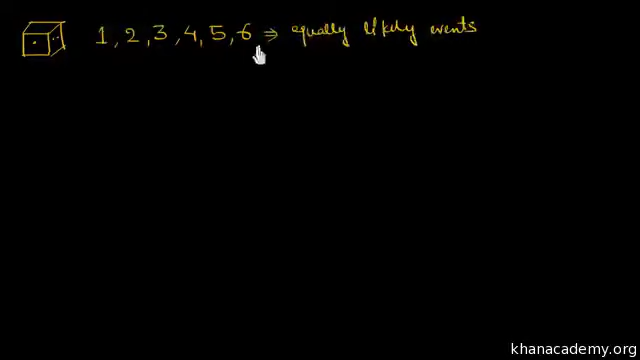 1, 2, 3, 4, 5, 6 ⇒ equally likely events
khanacademy.org